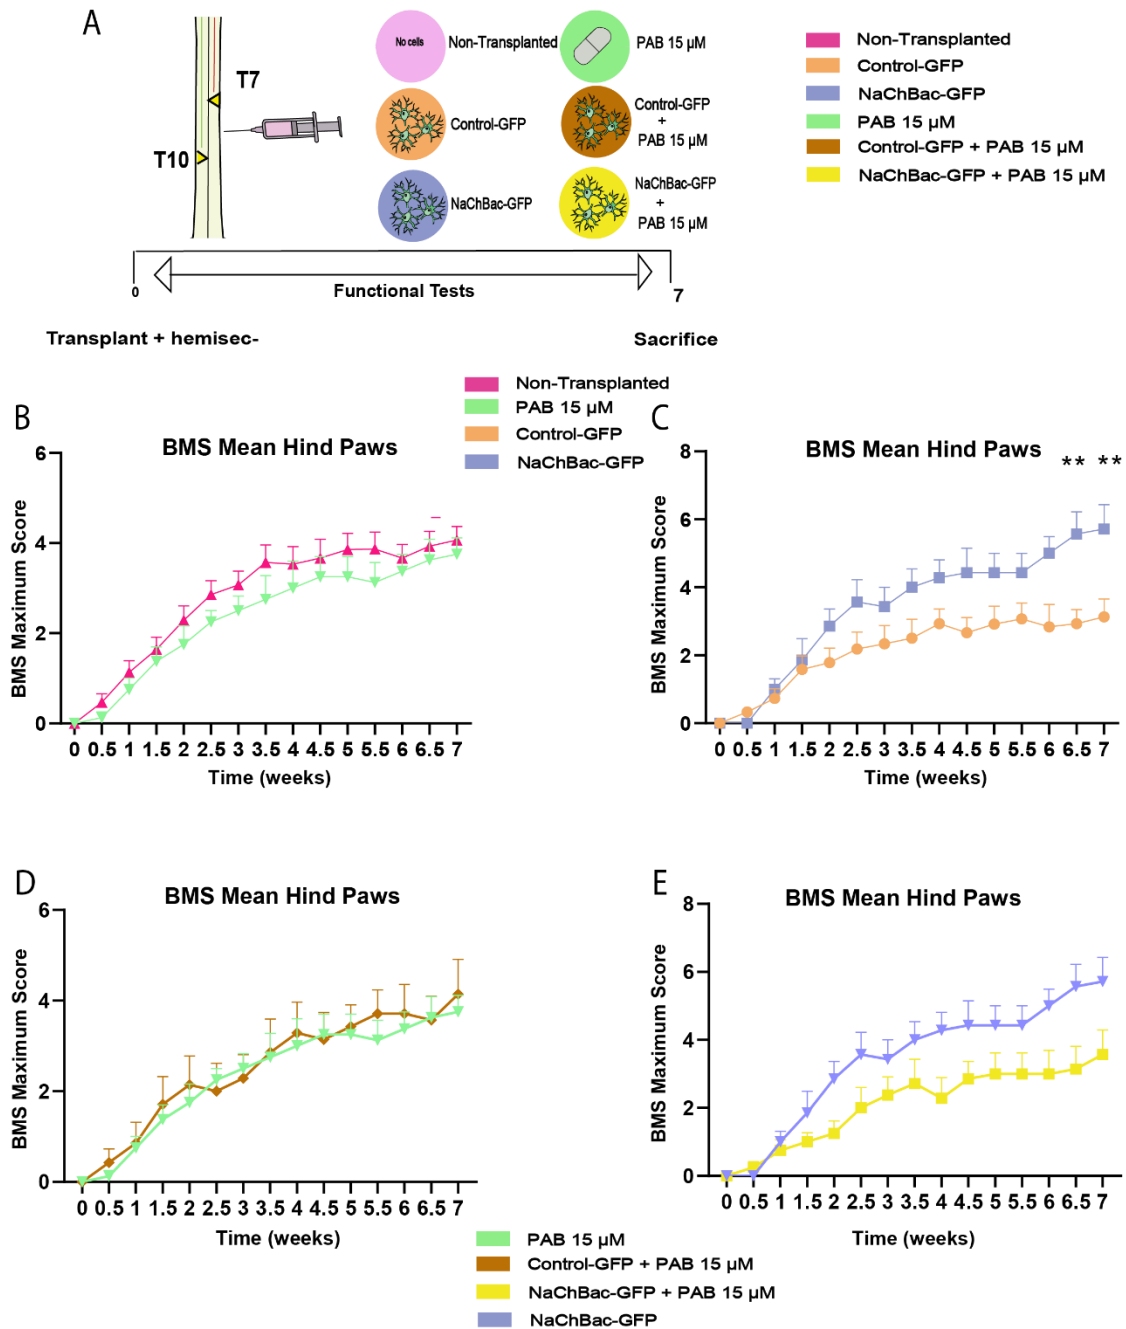 A
T7
T10
No cells
Non-Transplanted
PAB 15 µM
Control-GFP
Control-GFP
+
PAB 15 µM
NaChBac-GFP
NaChBac-GFP
+
PAB 15 µM
Non-Transplanted
Control-GFP
NaChBac-GFP
PAB 15 µM
Control-GFP + PAB 15 µM
NaChBac-GFP + PAB 15 µM
0
Functional Tests
7
Transplant + hemisec-
Sacrifice
Non-Transplanted
PAB 15 µM
Control-GFP
NaChBac-GFP
B
BMS Mean Hind Paws
BMS Maximum Score
6
4
2
0
0 0.5 1 1.5 2 2.5 3 3.5 4 4.5 5 5.5 6 6.5 7
Time (weeks)
C
BMS Mean Hind Paws
** **
BMS Maximum Score
8
6
4
2
0
0 0.5 1 1.5 2 2.5 3 3.5 4 4.5 5 5.5 6 6.5 7
Time (weeks)
D
BMS Mean Hind Paws
BMS Maximum Score
6
4
2
0
0 0.5 1 1.5 2 2.5 3 3.5 4 4.5 5 5.5 6 6.5 7
Time (weeks)
E
BMS Mean Hind Paws
BMS Maximum Score
8
6
4
2
0
0 0.5 1 1.5 2 2.5 3 3.5 4 4.5 5 5.5 6 6.5 7
Time (weeks)
PAB 15 µM
Control-GFP + PAB 15 µM
NaChBac-GFP + PAB 15 µM
NaChBac-GFP